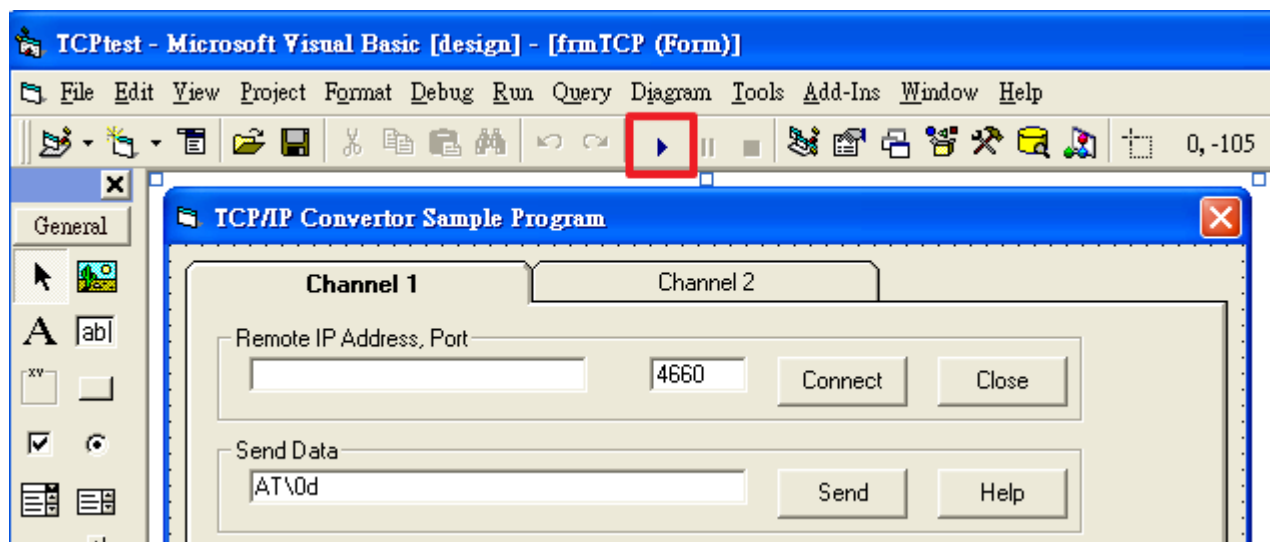 TCPtest - Microsoft Visual Basic [design] - [frmTCP (Form)]
File Edit View Project Format Debug Run Query Diagram Tools Add-Ins Window Help
0, -105
General
TCP/IP Convertor Sample Program
Channel 1 Channel 2
A ab|
Remote IP Address, Port
xy
4660 Connect Close
Send Data
AT\0d Send Help